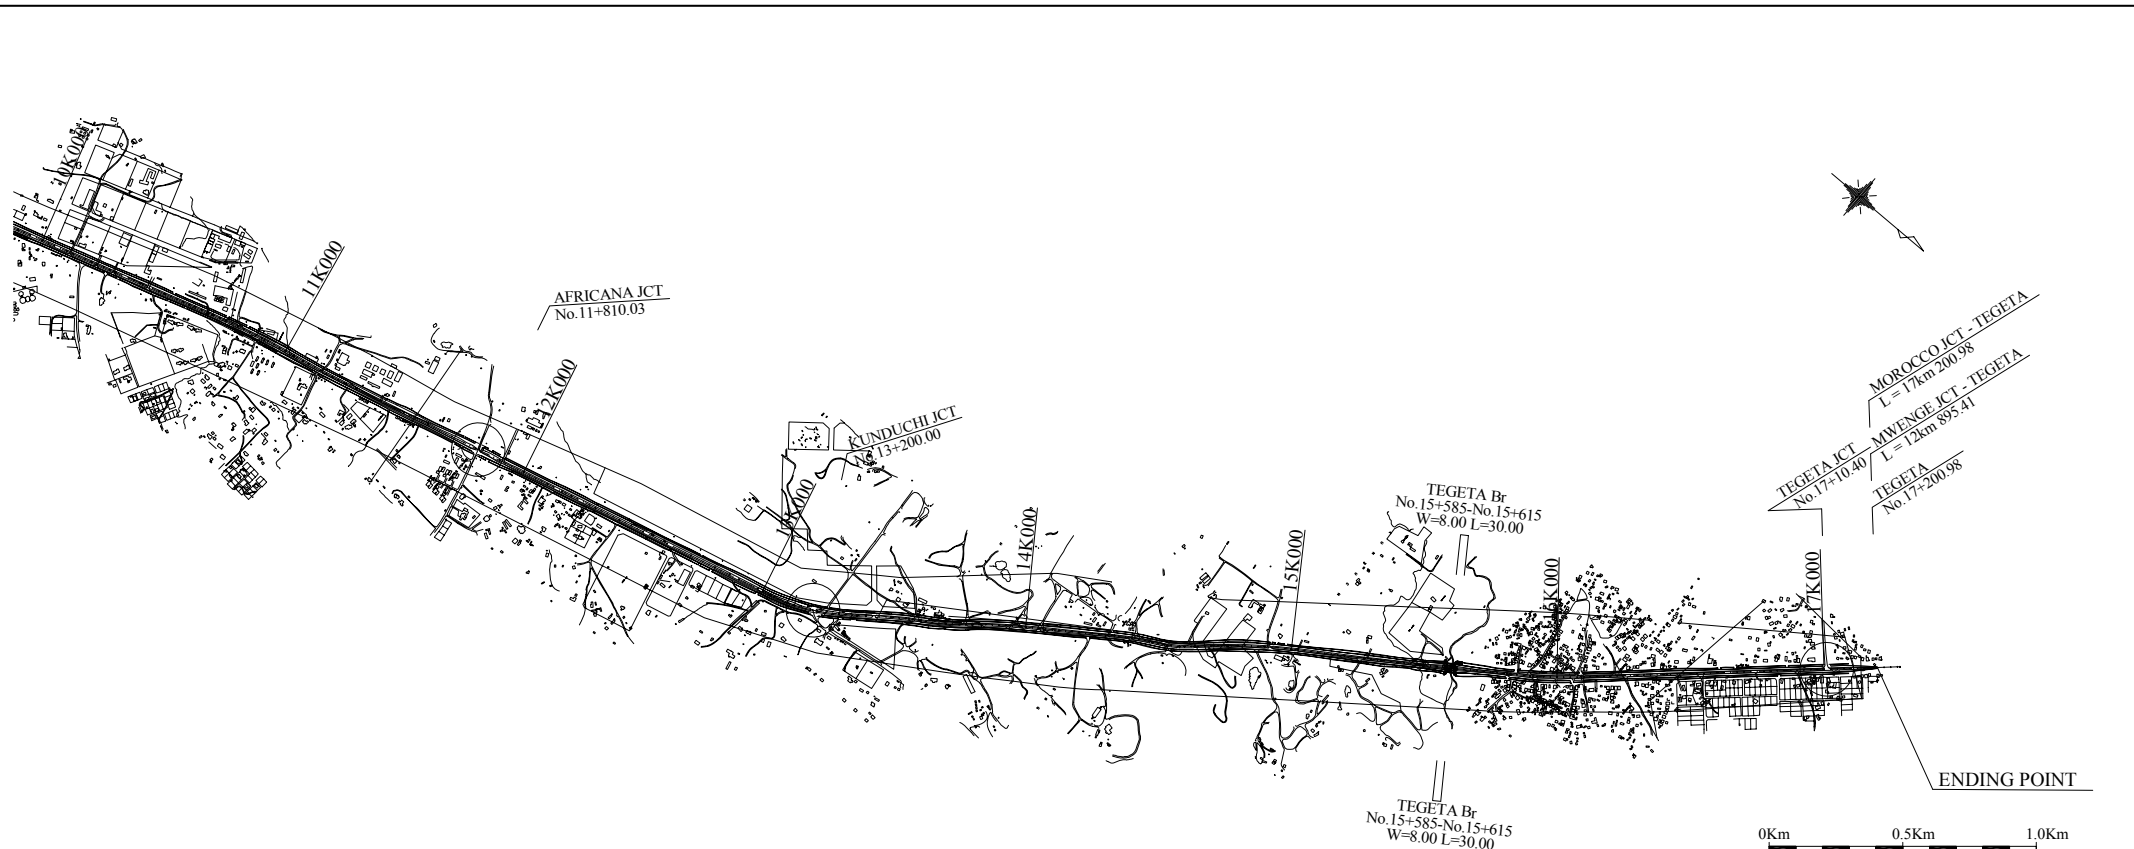 11K000
AFRICANA JCT
No.11+810.03
12K000
KUNDUCHI JCT
No.13+200.00
13K000
14K000
15K000
TEGETA Br
No.15+585-No.15+615
W=8.00 L=30.00
TEGETA Br
No.15+585-No.15+615
W=8.00 L=30.00
TEGETA JCT
No.17+10.40
MOROCCO JCT - TEGETA
L = 17km 200.98
MWENGE JCT - TEGETA
L = 12km 895.41
TEGETA
No.17+200.98
ENDING POINT
0Km 0.5Km 1.0Km